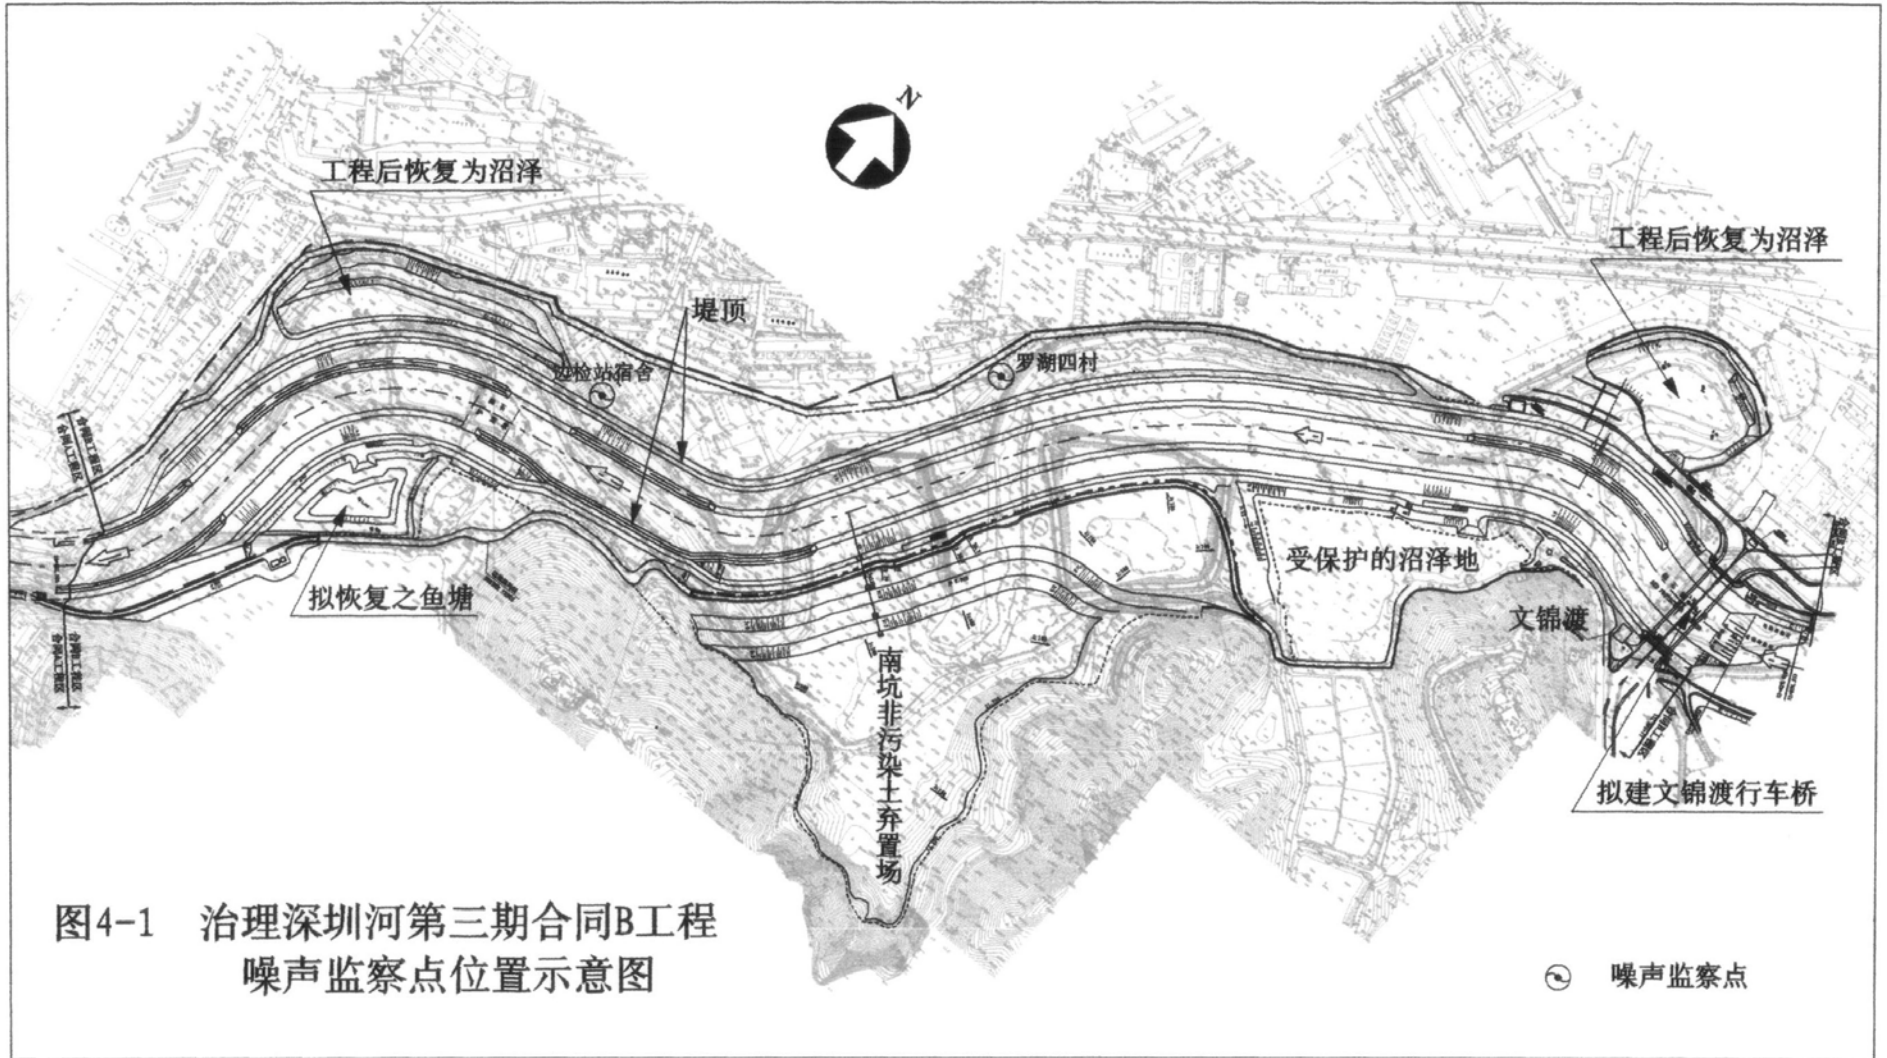 N
工程后恢复为沼泽
工程后恢复为沼泽
堤顶
边检站宿舍
罗湖四村
拟恢复之鱼塘
受保护的沼泽地
文锦渡
南坑非污染土弃置场
拟建文锦渡行车桥
图4-1 治理深圳河第三期合同B工程
噪声监察点位置示意图
噪声监察点